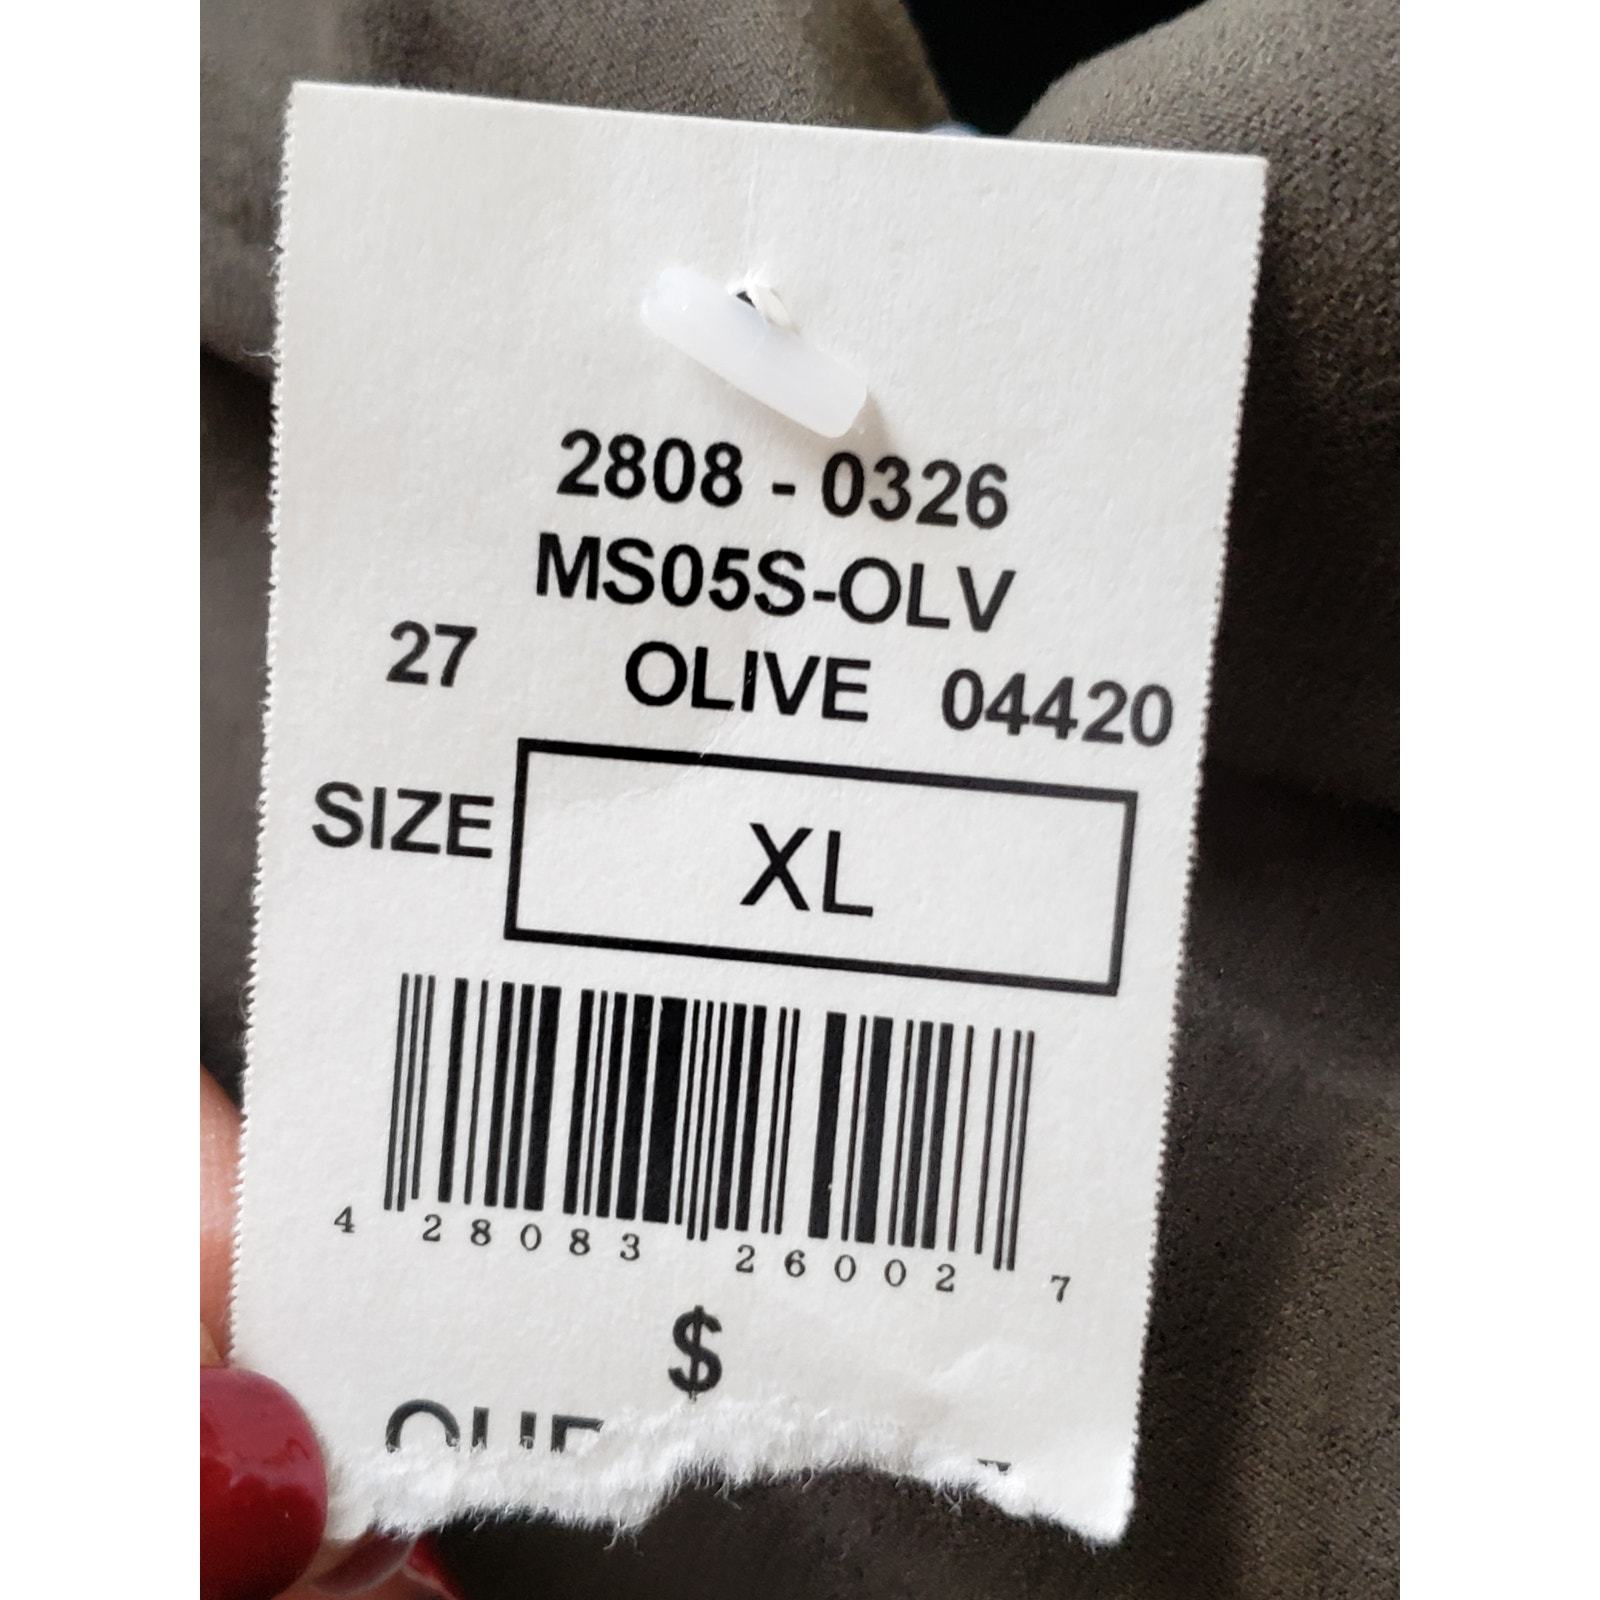 2808 - 0326
MS05S-OLV
27 OLIVE 04420
SIZE XL
4 28083 26002 7
$